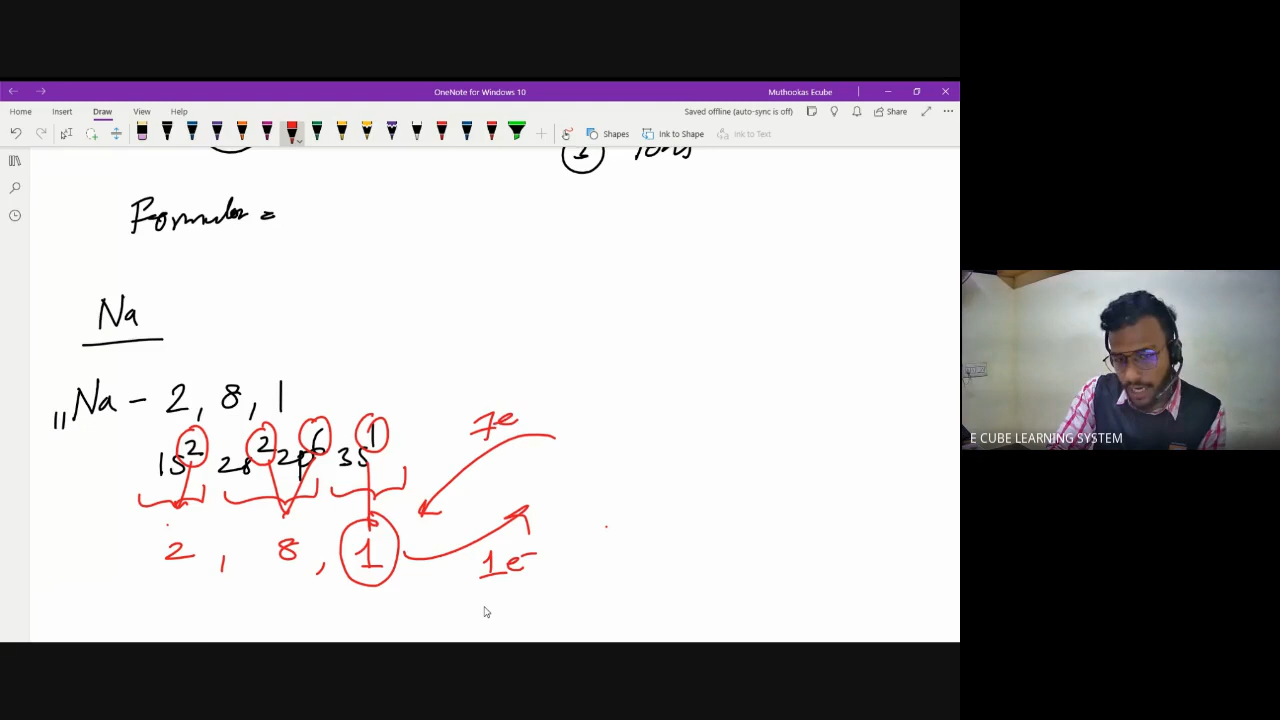 OneNote for Windows 10
Muthookas Ecube
Home Insert Draw View Help
Saved offline (auto-sync is off)
Share
Shapes
Ink to Shape
Ink to Text
1
Formula =
Na
11Na - 2, 8, 1
1s² 2s² 2p⁶ 3s¹
7e
2, 8, 1
1e⁻
E CUBE LEARNING SYSTEM